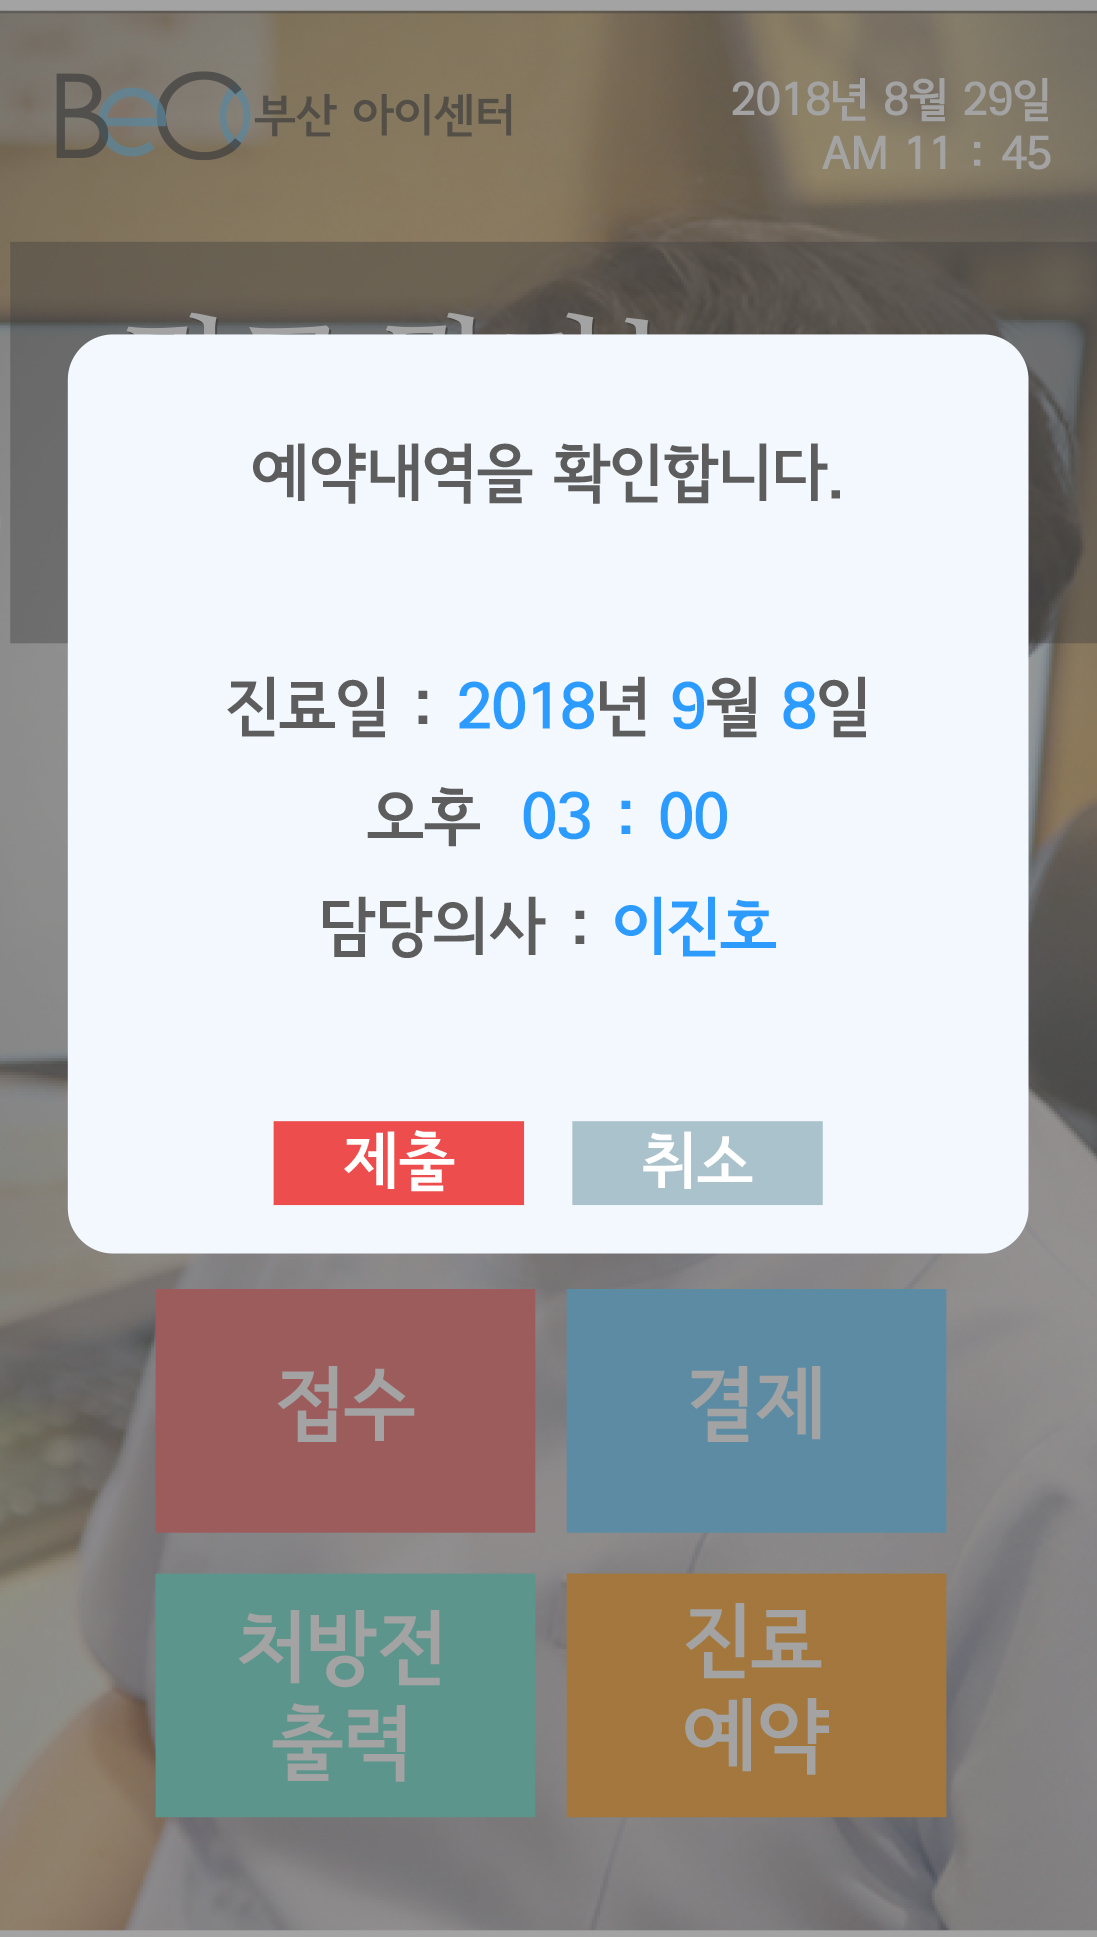 BeC 부산 아이센터
2018년 8월 29일
AM 11 : 45
예약내역을 확인합니다.
진료일 : 2018년 9월 8일
오후 03 : 00
담당의사 : 이진호
제출 취소
접수 결제
처방전
출력
진료
예약